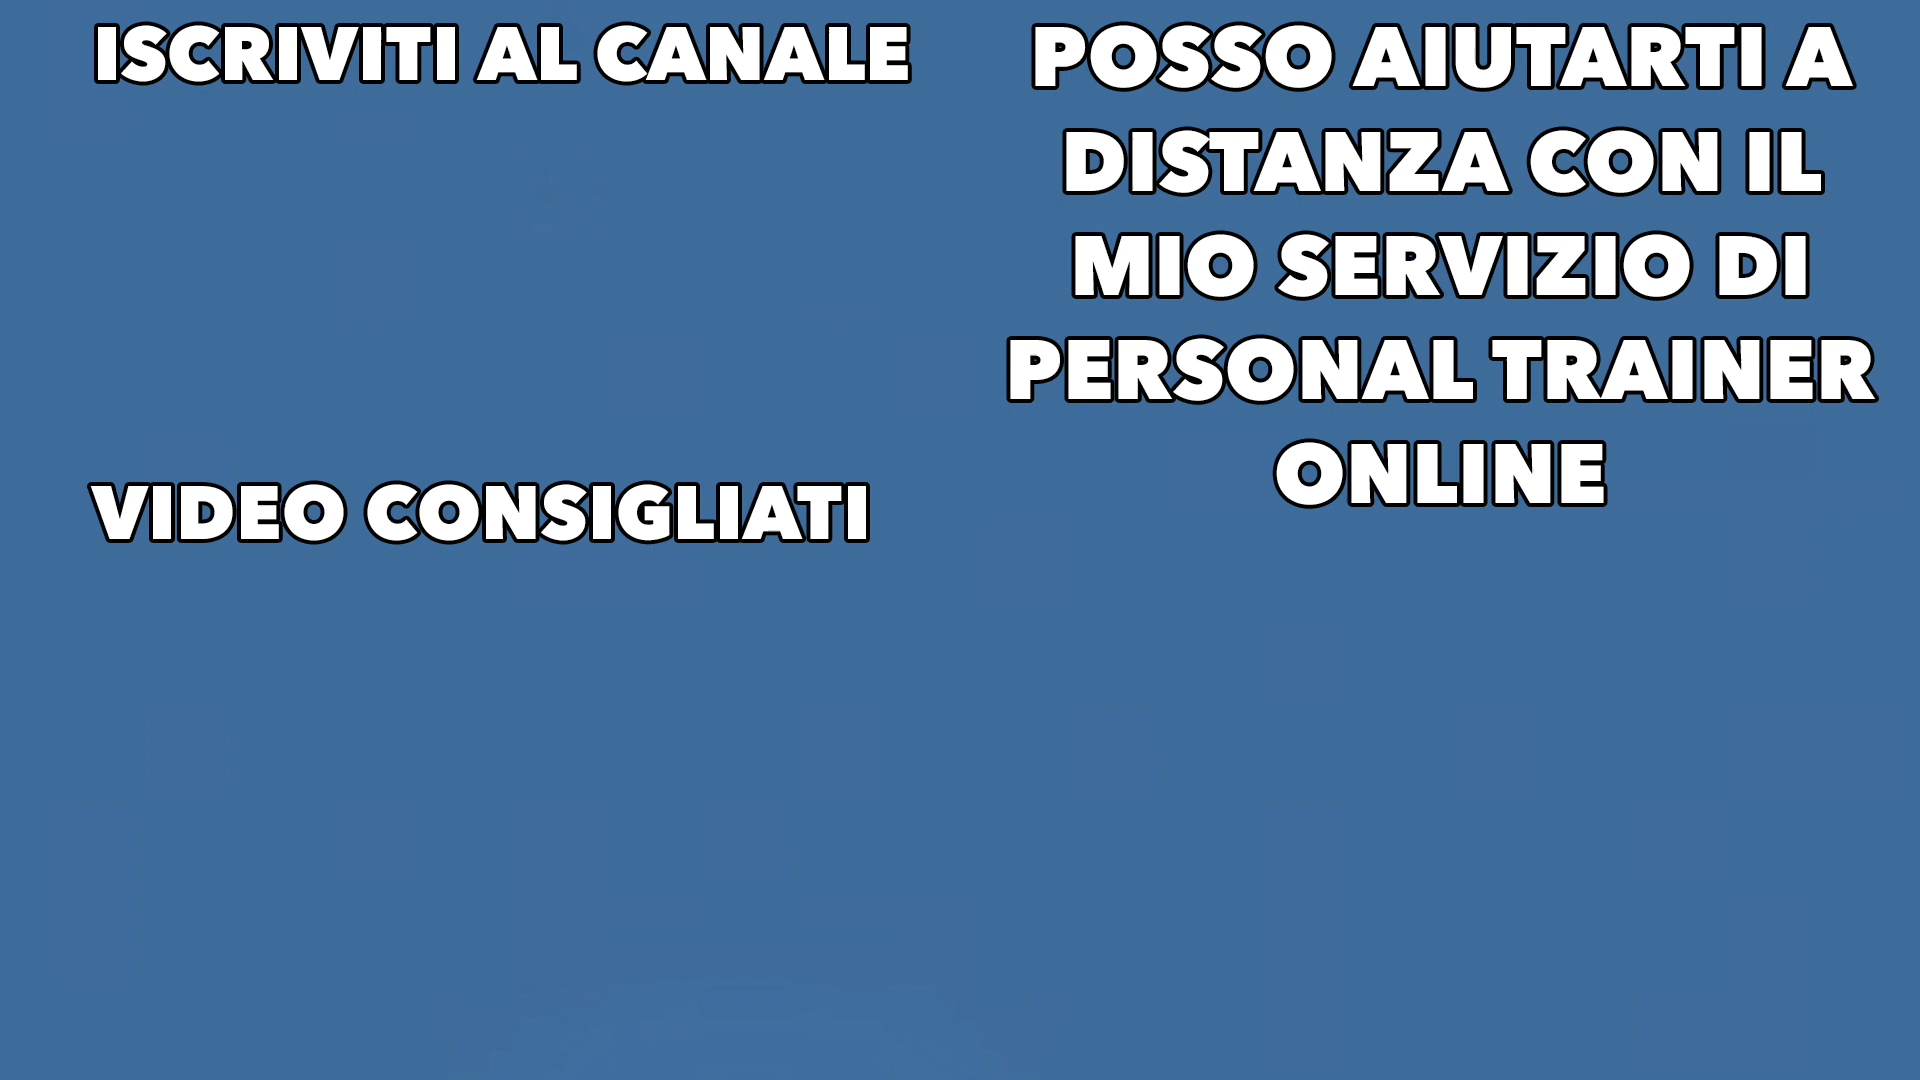 ISCRIVITI AL CANALE
VIDEO CONSIGLIATI
POSSO AIUTARTI A
DISTANZA CON IL
MIO SERVIZIO DI
PERSONAL TRAINER
ONLINE